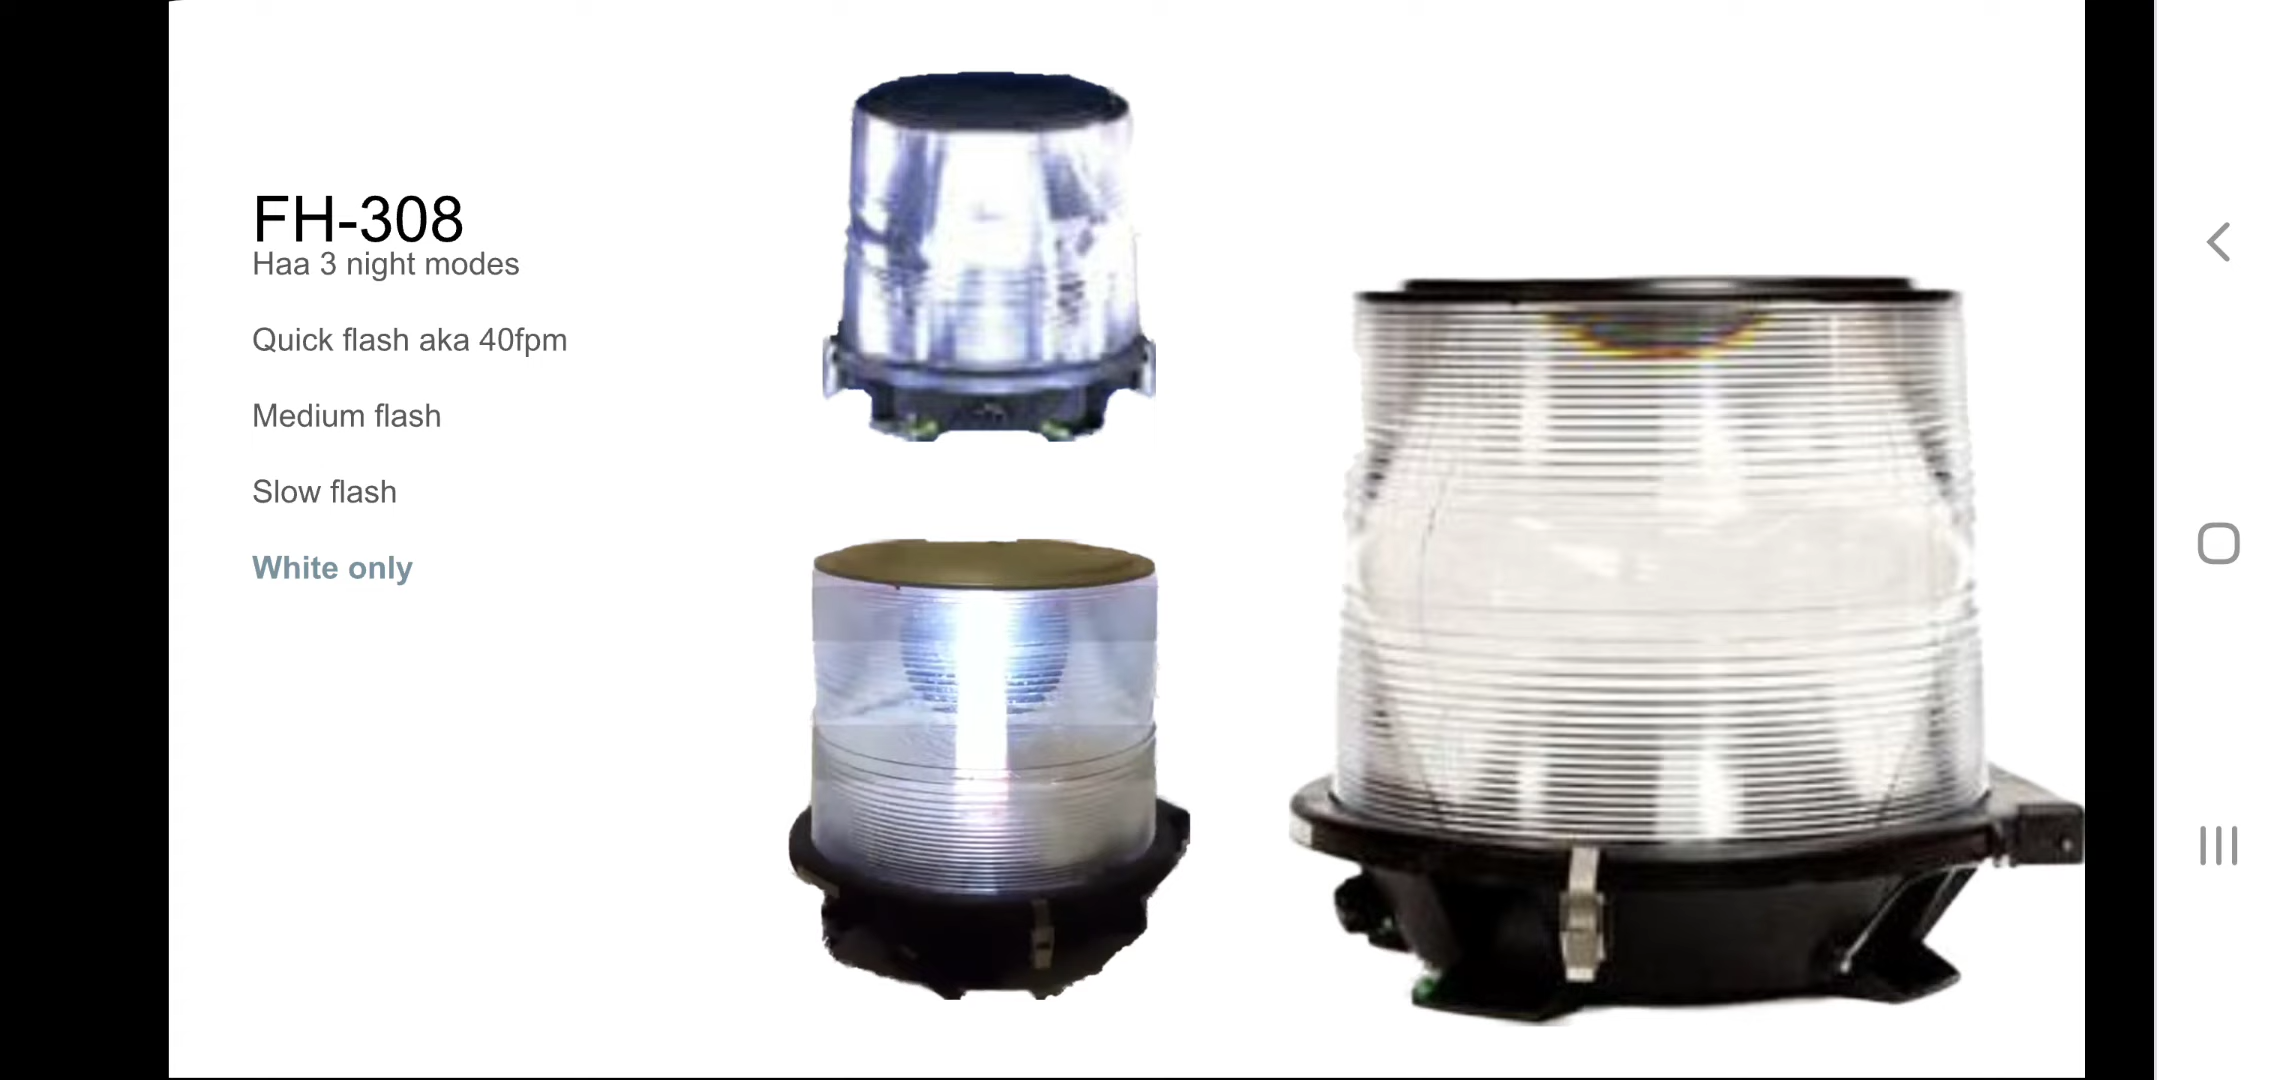 FH-308
Haa 3 night modes
Quick flash aka 40fpm
Medium flash
Slow flash
White only